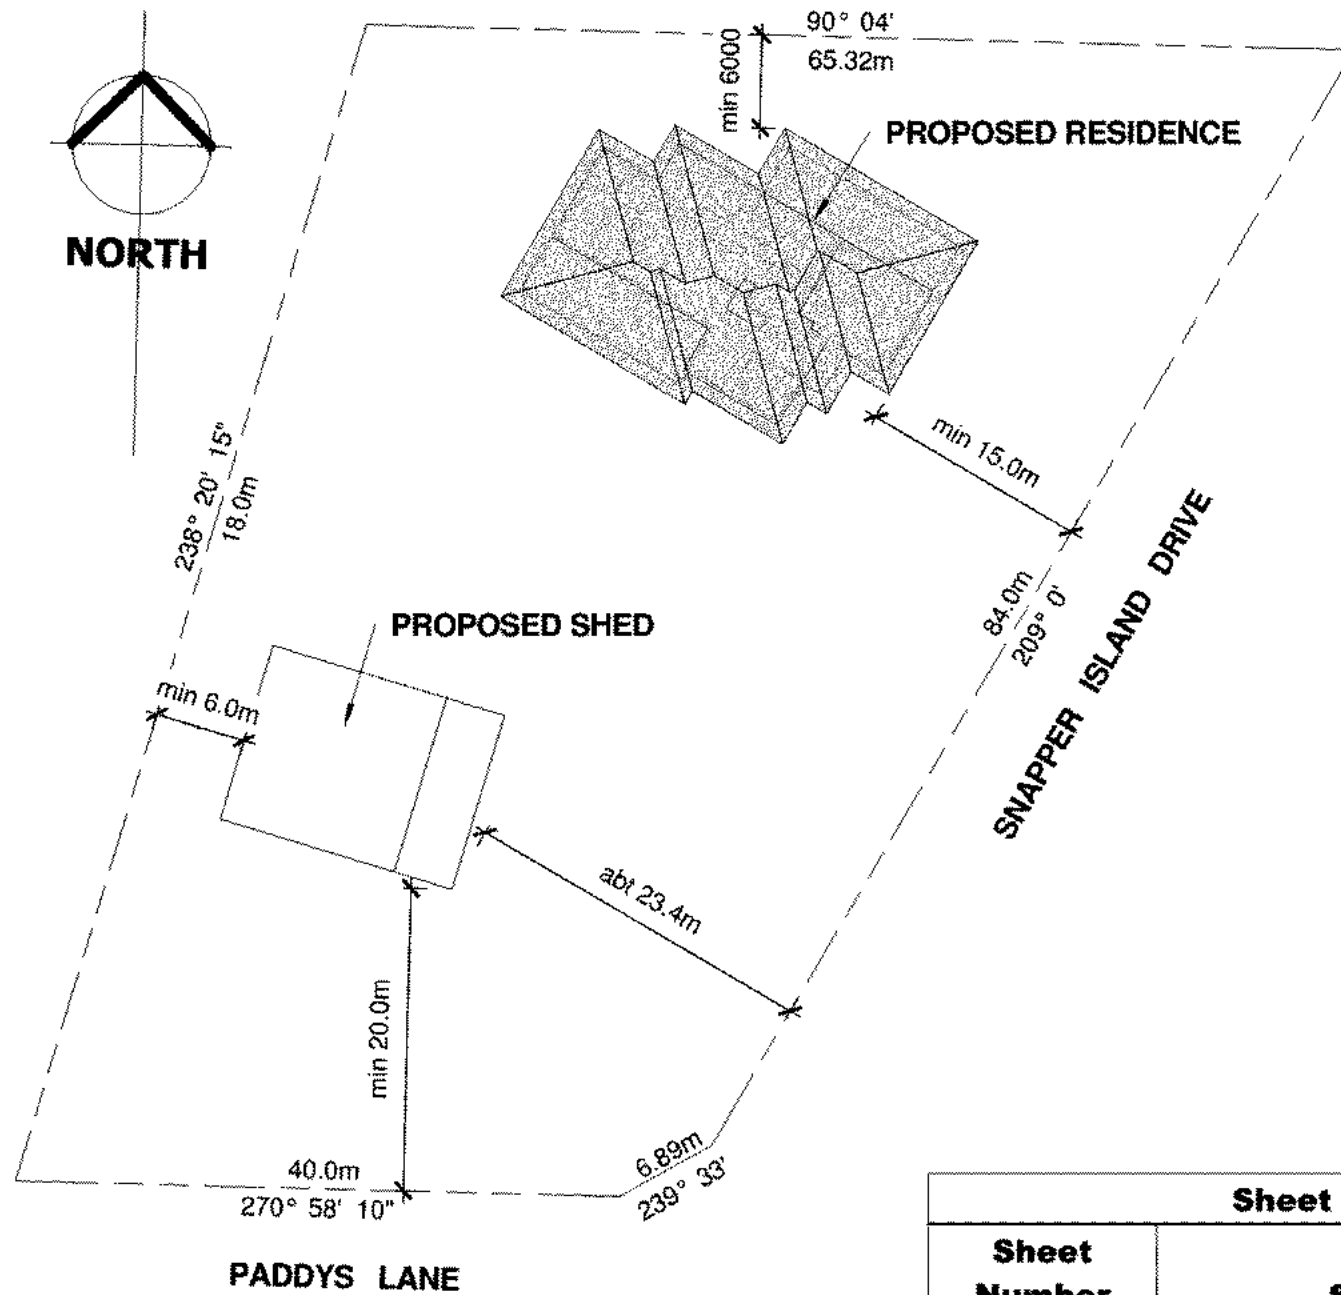 90° 04'
65.32m
min 6000
PROPOSED RESIDENCE
NORTH
min 15.0m
238° 20' 15"
18.0m
SNAPPER ISLAND DRIVE
84.0m
209° 0'
PROPOSED SHED
min 6.0m
abt 23.4m
min 20.0m
40.0m
270° 58' 10"
6.89m
239° 33'
PADDYS LANE
Sheet
Sheet
Number